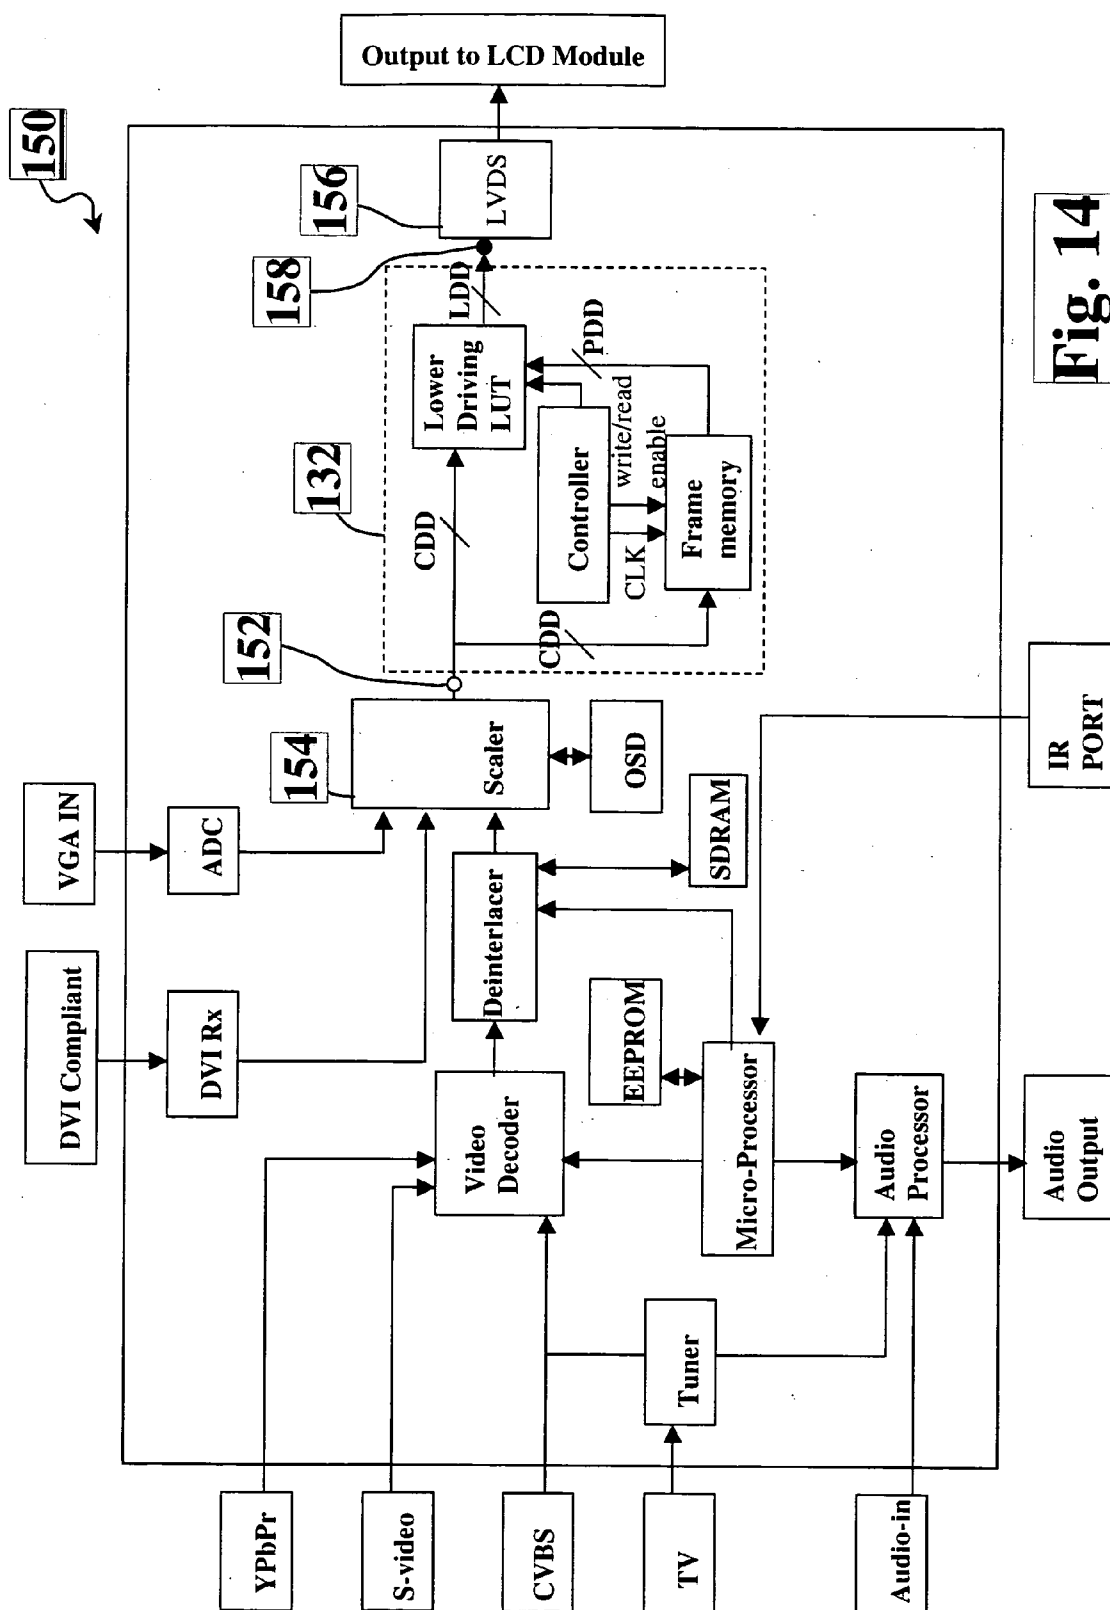 Output to LCD Module
150
LVDS
156
158
LDD
Lower
Driving
LUT
PDD
132
CDD
Controller
write/read
enable
CLK
Frame
memory
CDD
152
154
Scaler
OSD
VGA IN
ADC
DVI Compliant
DVI Rx
Deinterlacer
SDRAM
Video
Decoder
EEPROM
Micro-Processor
IR
PORT
Audio
Processor
Audio
Output
Tuner
YPbPr
S-video
CVBS
TV
Audio-in
Fig. 14